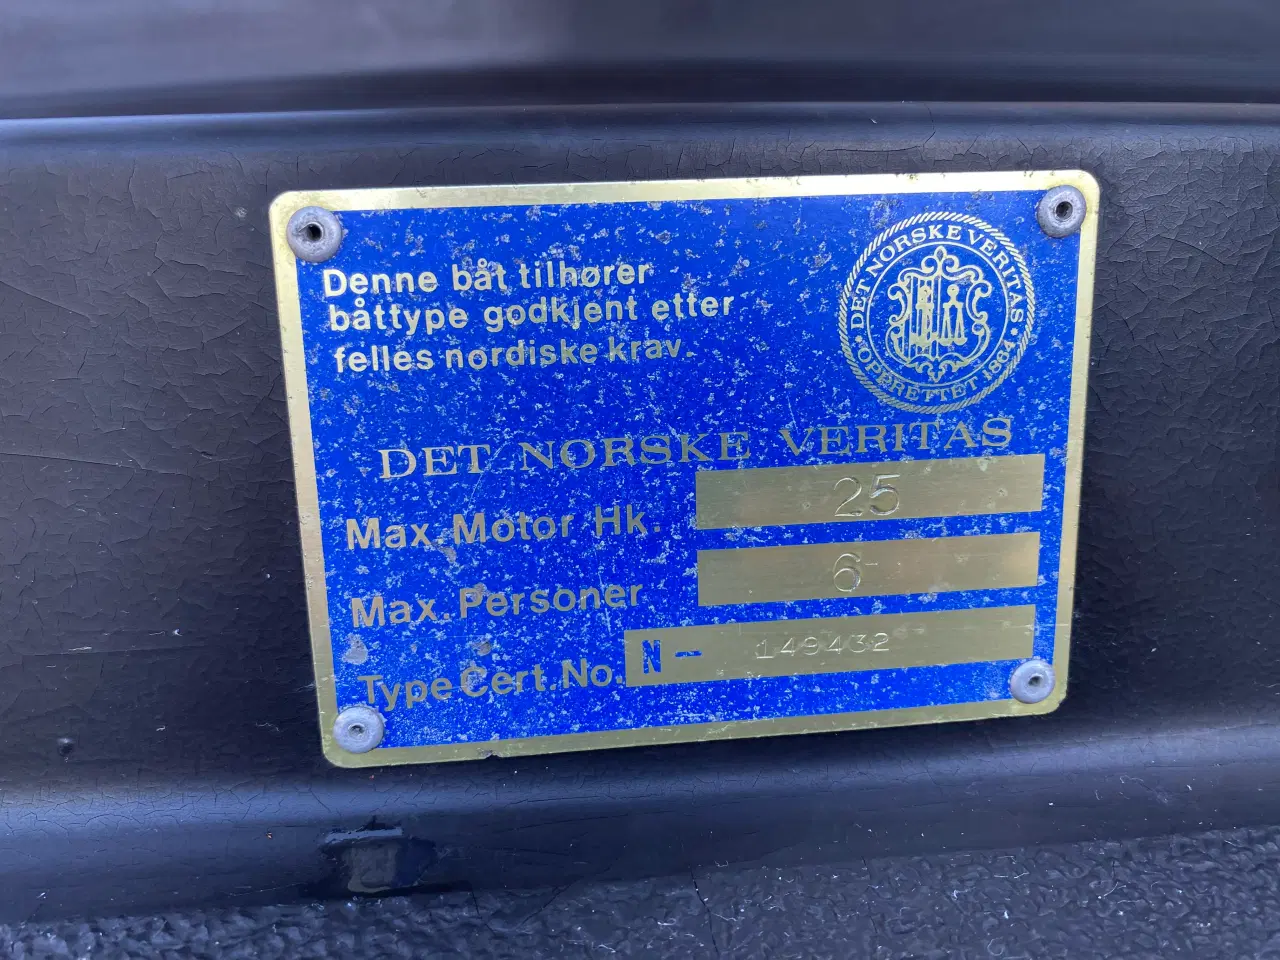 Denne båt tilhører
båttype godkjent etter
felles nordiske krav.
DET NORSKE VERITAS
OPPRETTET 1864
DET NORSKE VERITAS
Max. Motor Hk. 25
Max. Personer 6
Type Cert. No. N- 149432